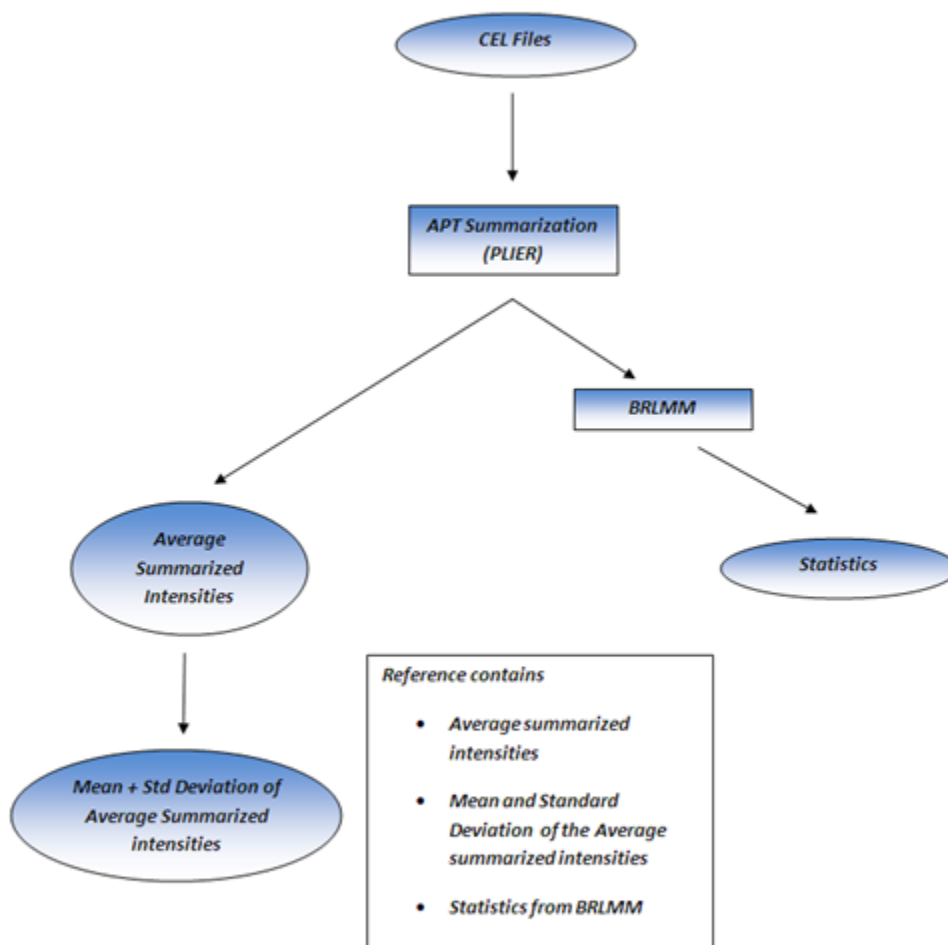 CEL Files
APT Summarization
(PLIER)
BRLMM
Average
Summarized
Intensities
Statistics
Mean + Std Deviation of
Average Summarized
intensities
Reference contains
• Average summarized
intensities
• Mean and Standard
Deviation of the Average
summarized intensities
• Statistics from BRLMM